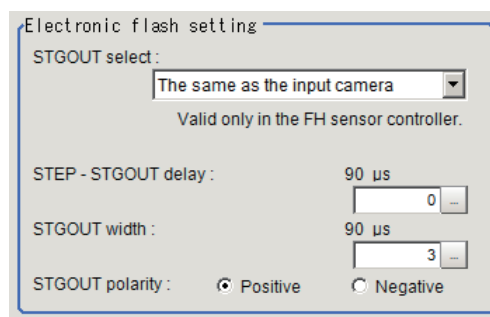 Electronic flash setting
STGOUT select :
The same as the input camera
Valid only in the FH sensor controller.
STEP - STGOUT delay : 90 µs
0 ...
STGOUT width : 90 µs
3 ...
STGOUT polarity : Positive Negative